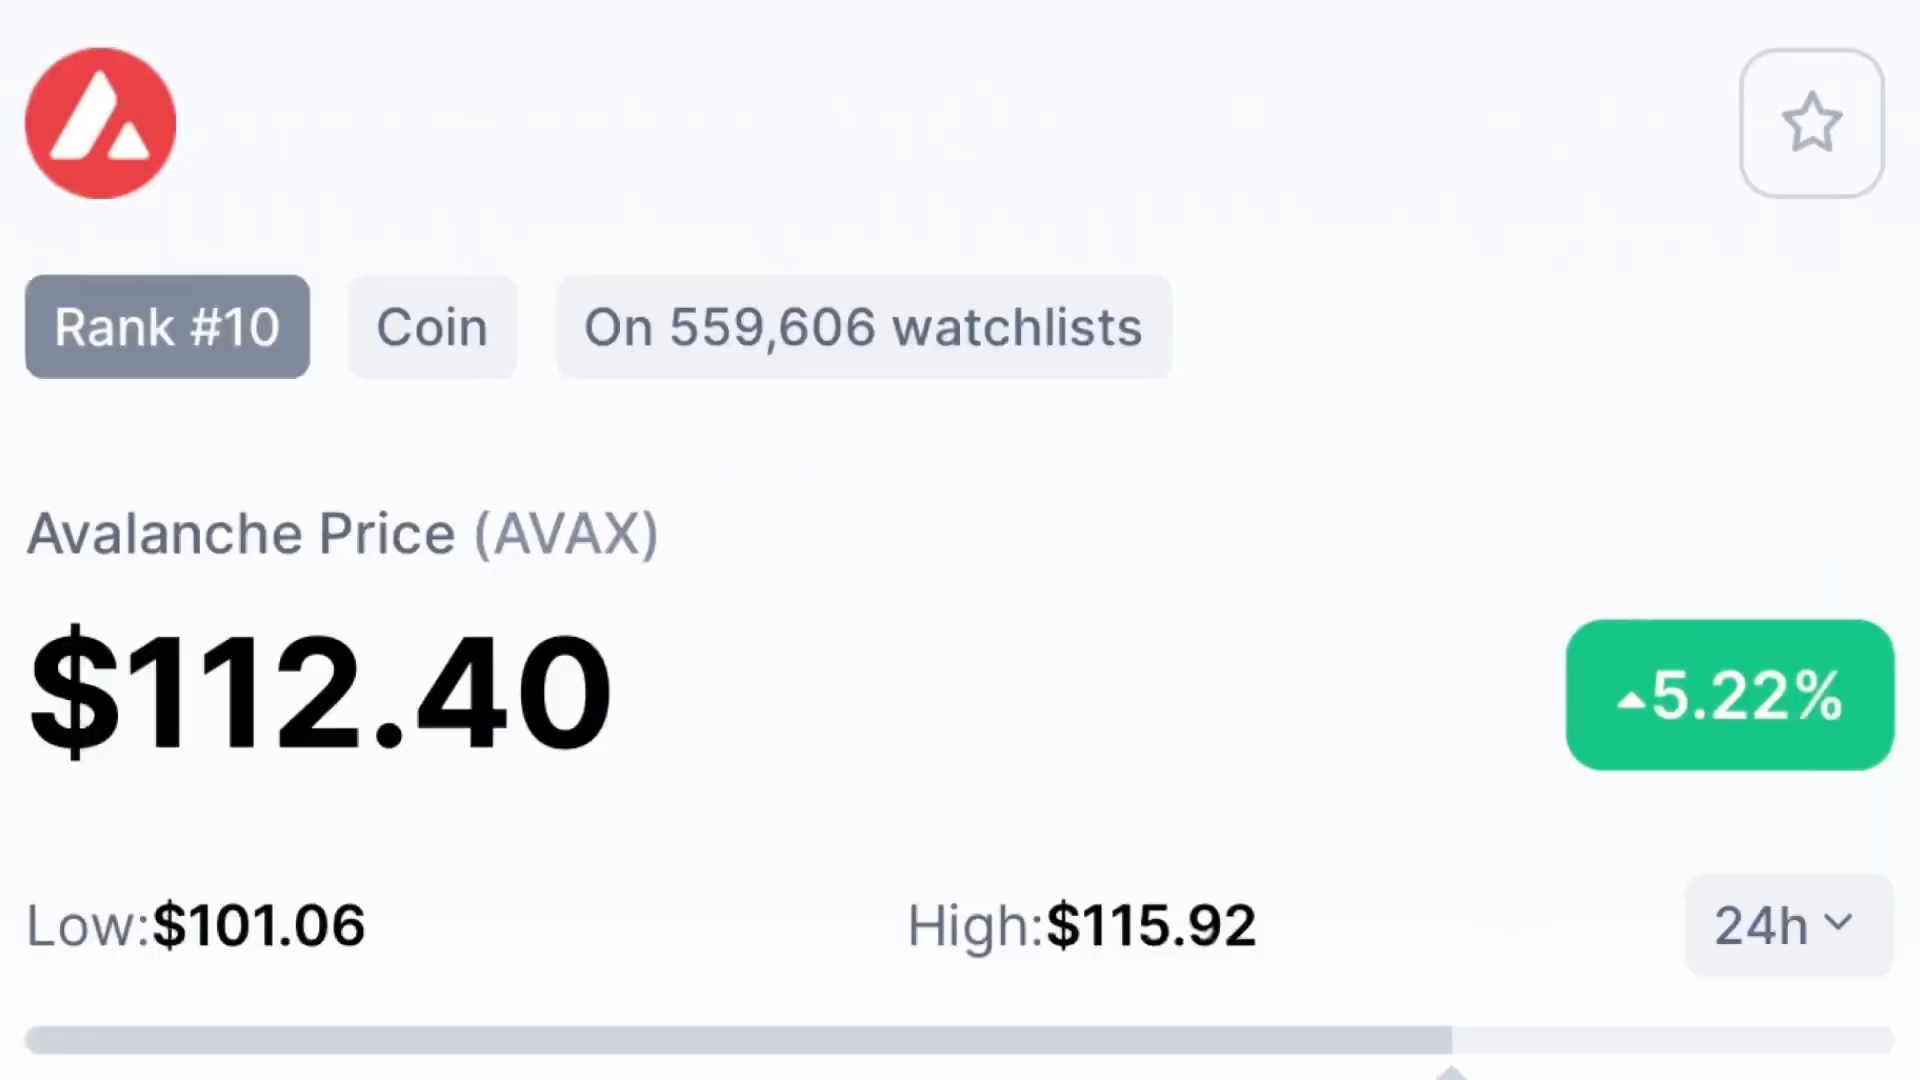 Rank #10 Coin On 559,606 watchlists
Avalanche Price (AVAX)
$112.40 5.22%
Low:$101.06 High:$115.92 24h